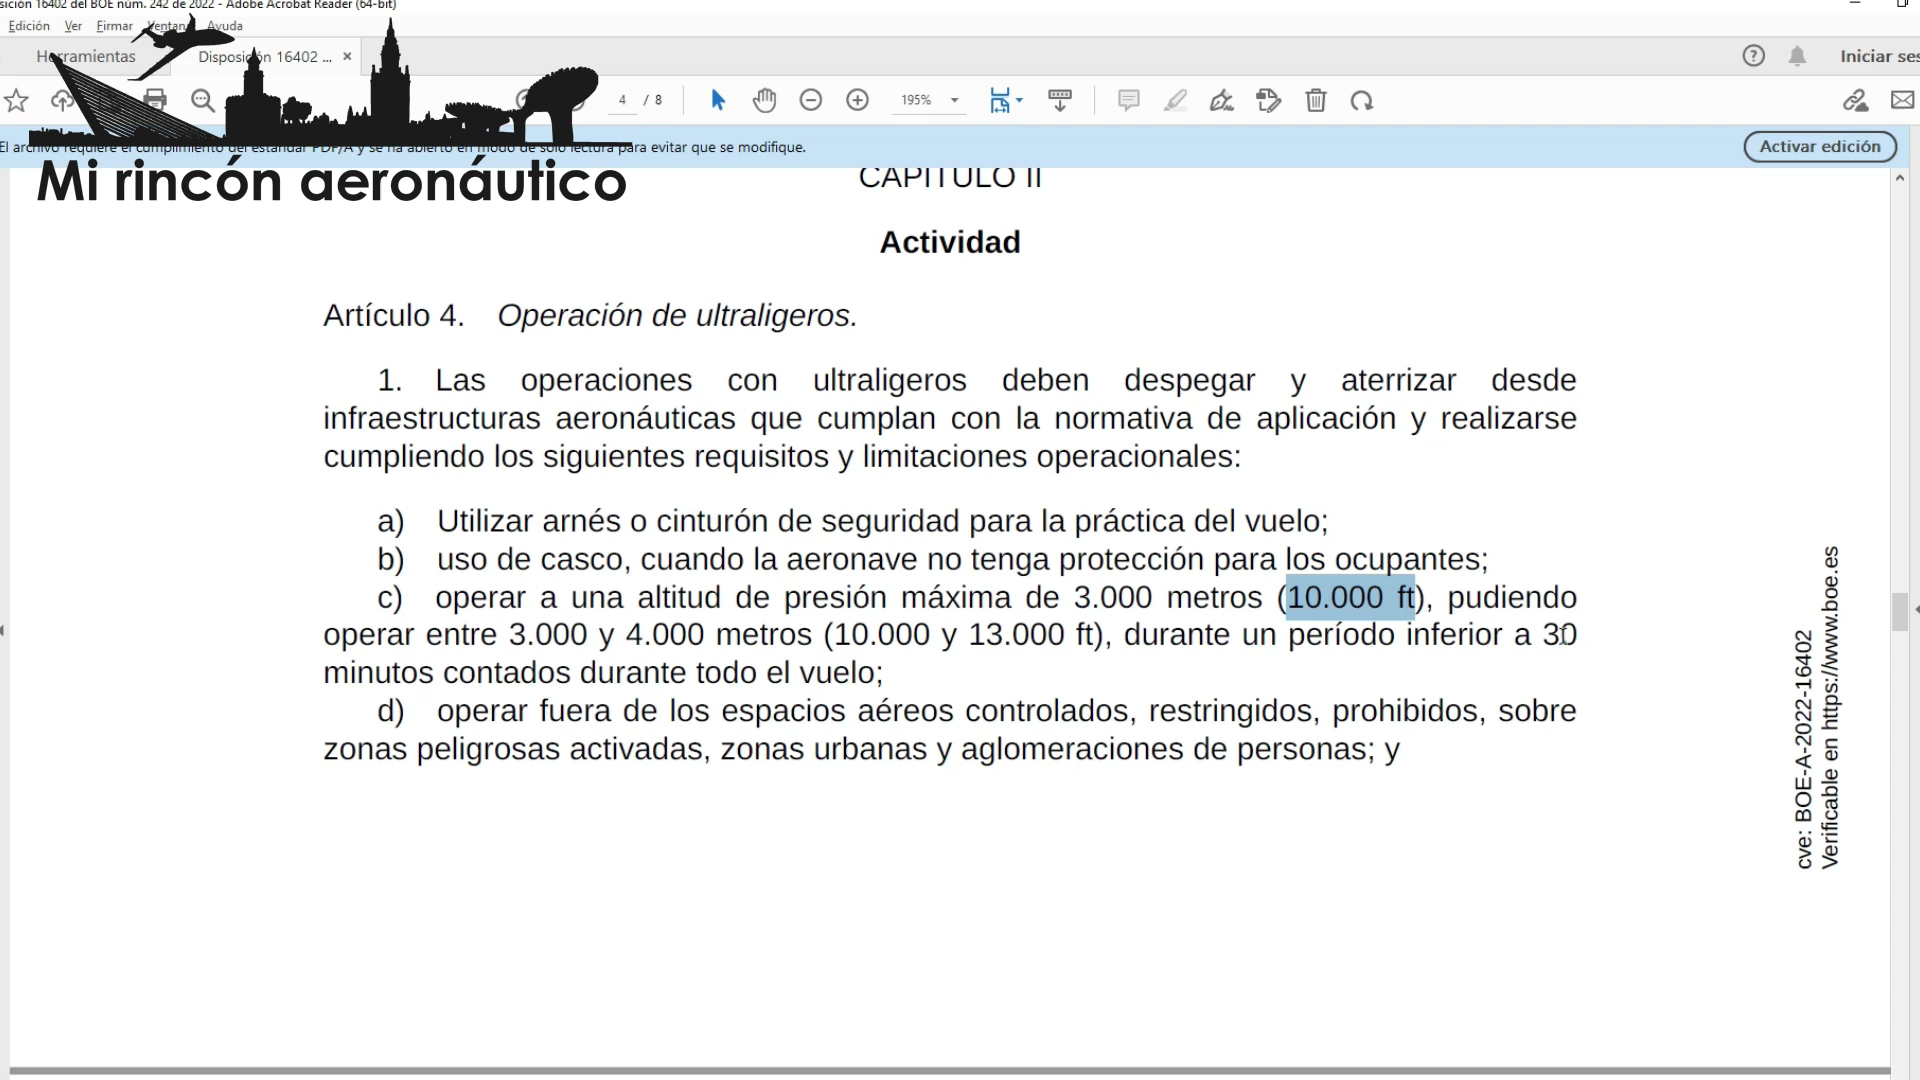 sición 16402 del BOE núm. 242 de 2022 - Adobe Acrobat Reader (64-bit)
Edición Ver Firmar Ventana Ayuda
Herramientas Disposición 16402 ... × Iniciar ses
4 / 8 195%
El archivo requiere el cumplimiento del estándar PDF/A y se ha abierto en modo de solo lectura para evitar que se modifique. Activar edición
Mi rincón aeronáutico
CAPÍTULO II
Actividad
Artículo 4. Operación de ultraligeros.
1. Las operaciones con ultraligeros deben despegar y aterrizar desde
infraestructuras aeronáuticas que cumplan con la normativa de aplicación y realizarse
cumpliendo los siguientes requisitos y limitaciones operacionales:
a) Utilizar arnés o cinturón de seguridad para la práctica del vuelo;
b) uso de casco, cuando la aeronave no tenga protección para los ocupantes;
c) operar a una altitud de presión máxima de 3.000 metros (10.000 ft), pudiendo
operar entre 3.000 y 4.000 metros (10.000 y 13.000 ft), durante un período inferior a 30
minutos contados durante todo el vuelo;
d) operar fuera de los espacios aéreos controlados, restringidos, prohibidos, sobre
zonas peligrosas activadas, zonas urbanas y aglomeraciones de personas; y
cve: BOE-A-2022-16402
Verificable en https://www.boe.es